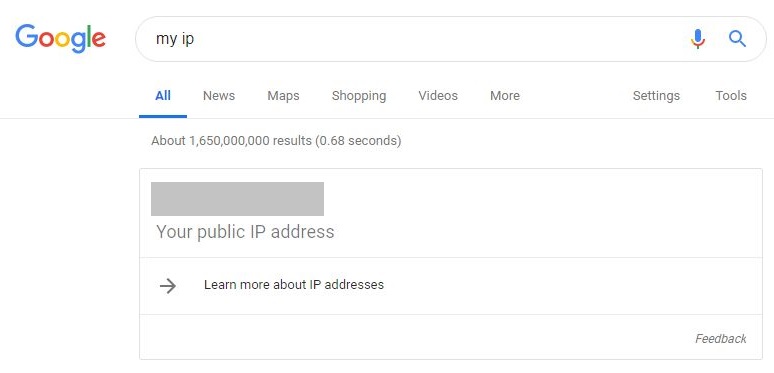 Google
my ip
All News Maps Shopping Videos More Settings Tools
About 1,650,000,000 results (0.68 seconds)
Your public IP address
Learn more about IP addresses
Feedback